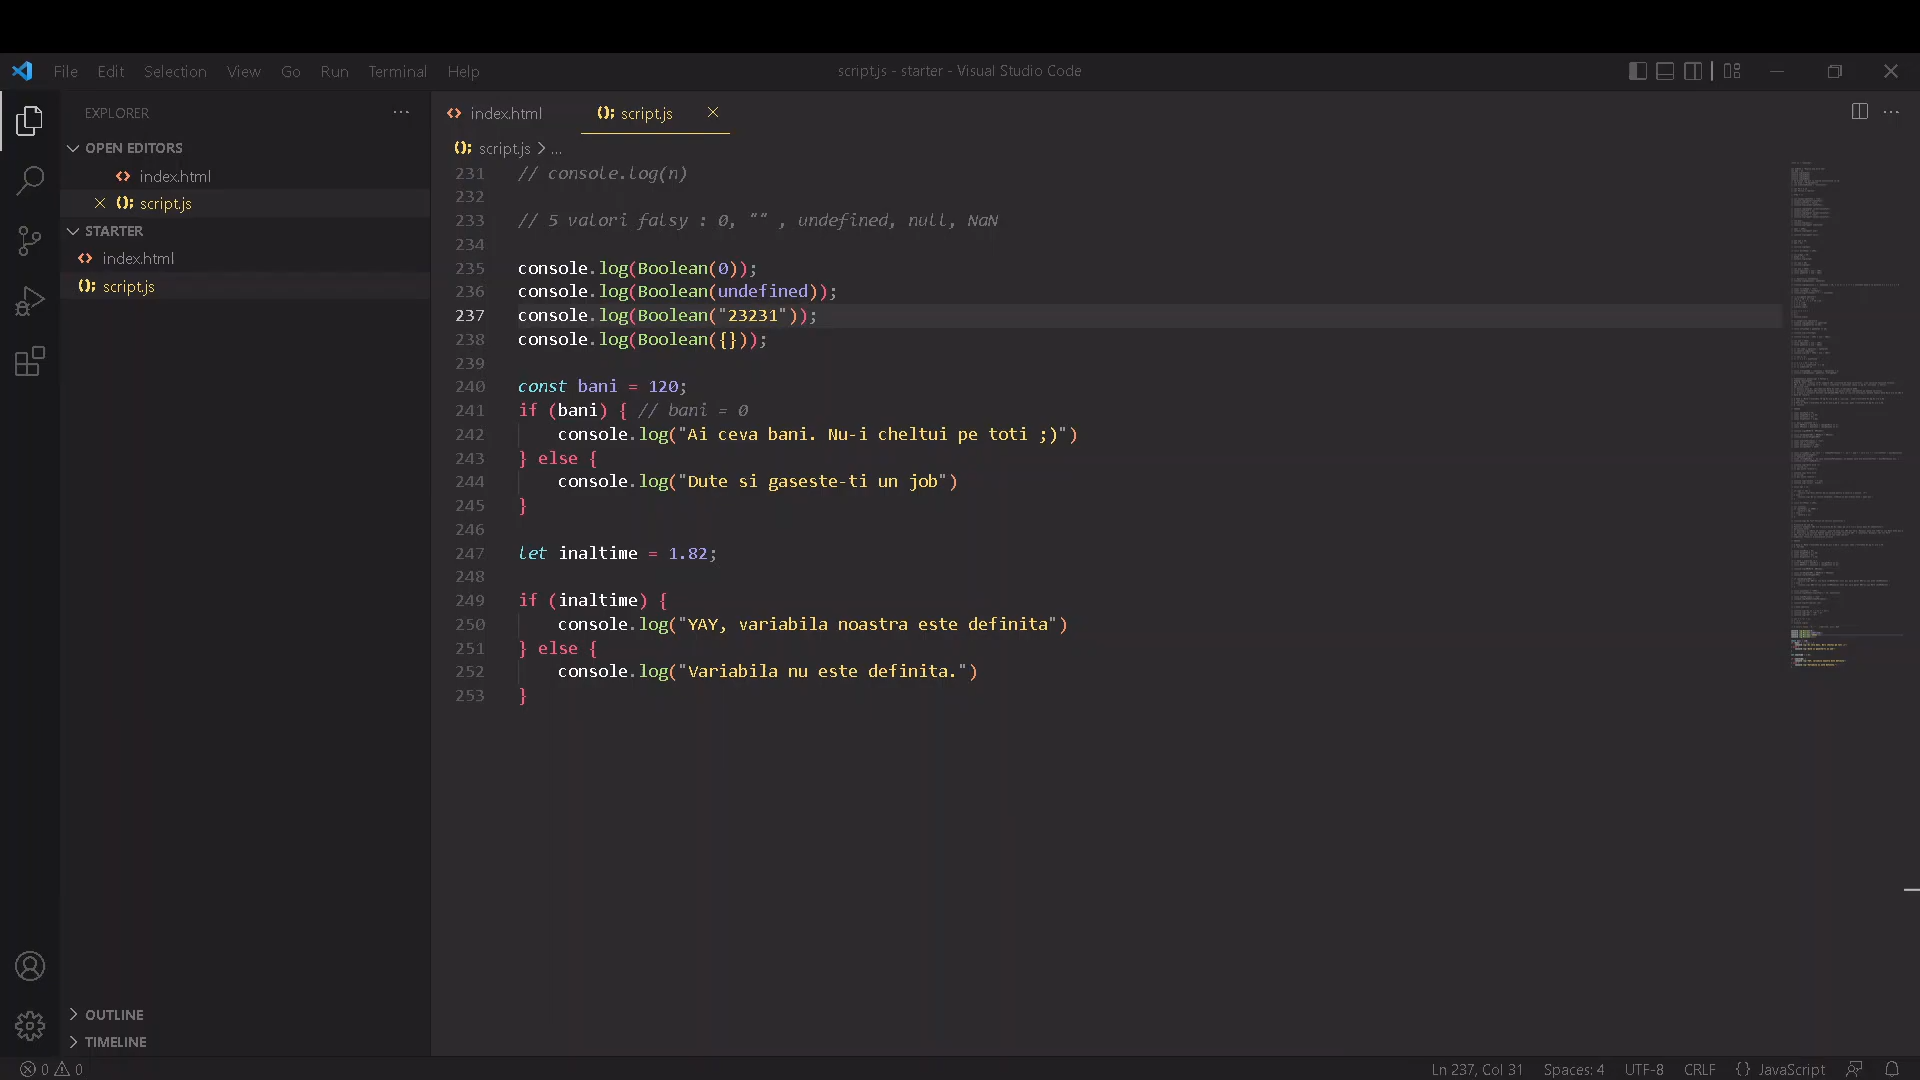 File Edit Selection View Go Run Terminal Help
script.js - starter - Visual Studio Code
EXPLORER
OPEN EDITORS
index.html
script.js
STARTER
index.html
script.js
OUTLINE
TIMELINE
index.html
script.js
script.js > ...
231 // console.log(n)
232
233 // 5 valori falsy : 0, "" , undefined, null, NaN
234
235 console.log(Boolean(0));
236 console.log(Boolean(undefined));
237 console.log(Boolean("23231"));
238 console.log(Boolean({}));
239
240 const bani = 120;
241 if (bani) { // bani = 0
242 console.log("Ai ceva bani. Nu-i cheltui pe toti ;)")
243 } else {
244 console.log("Dute si gaseste-ti un job")
245 }
246
247 let inaltime = 1.82;
248
249 if (inaltime) {
250 console.log("YAY, variabila noastra este definita")
251 } else {
252 console.log("Variabila nu este definita.")
253 }
0 0
Ln 237, Col 31 Spaces: 4 UTF-8 CRLF {} JavaScript